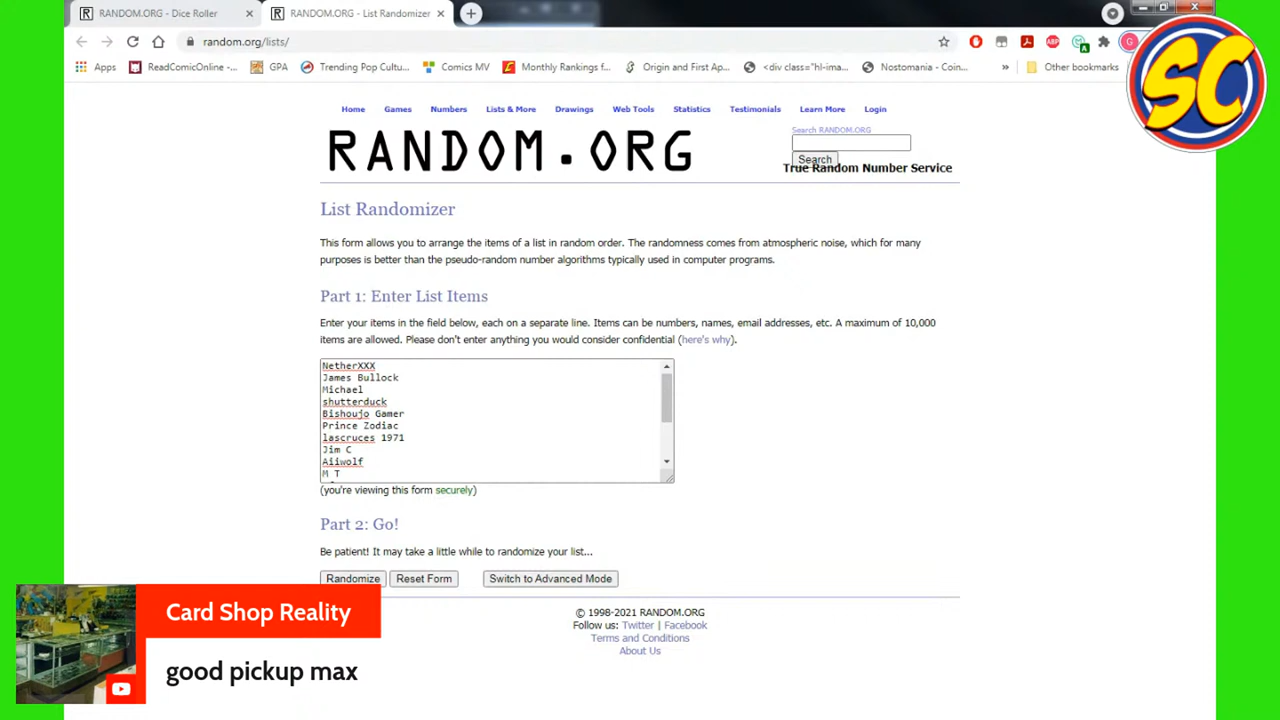 RANDOM.ORG - Dice Roller
RANDOM.ORG - List Randomizer
random.org/lists/
Apps
ReadComicOnline -...
GPA
Trending Pop Cultu...
Comics MV
Monthly Rankings f...
Origin and First Ap...
<div class="hl-ima...
Nostomania - Coin...
»
Other bookmarks
SC
Home
Games
Numbers
Lists & More
Drawings
Web Tools
Statistics
Testimonials
Learn More
Login
RANDOM.ORG
Search RANDOM.ORG
Search
True Random Number Service
List Randomizer
This form allows you to arrange the items of a list in random order. The randomness comes from atmospheric noise, which for many
purposes is better than the pseudo-random number algorithms typically used in computer programs.
Part 1: Enter List Items
Enter your items in the field below, each on a separate line. Items can be numbers, names, email addresses, etc. A maximum of 10,000
items are allowed. Please don't enter anything you would consider confidential (here's why).
NetherXXX
James Bullock
Michael
shutterduck
Bishoujo Gamer
Prince Zodiac
lascruces 1971
Jim C
Aiiwolf
M T
(you're viewing this form securely)
Part 2: Go!
Be patient! It may take a little while to randomize your list...
Randomize
Reset Form
Switch to Advanced Mode
© 1998-2021 RANDOM.ORG
Follow us: Twitter | Facebook
Terms and Conditions
About Us
Card Shop Reality
good pickup max